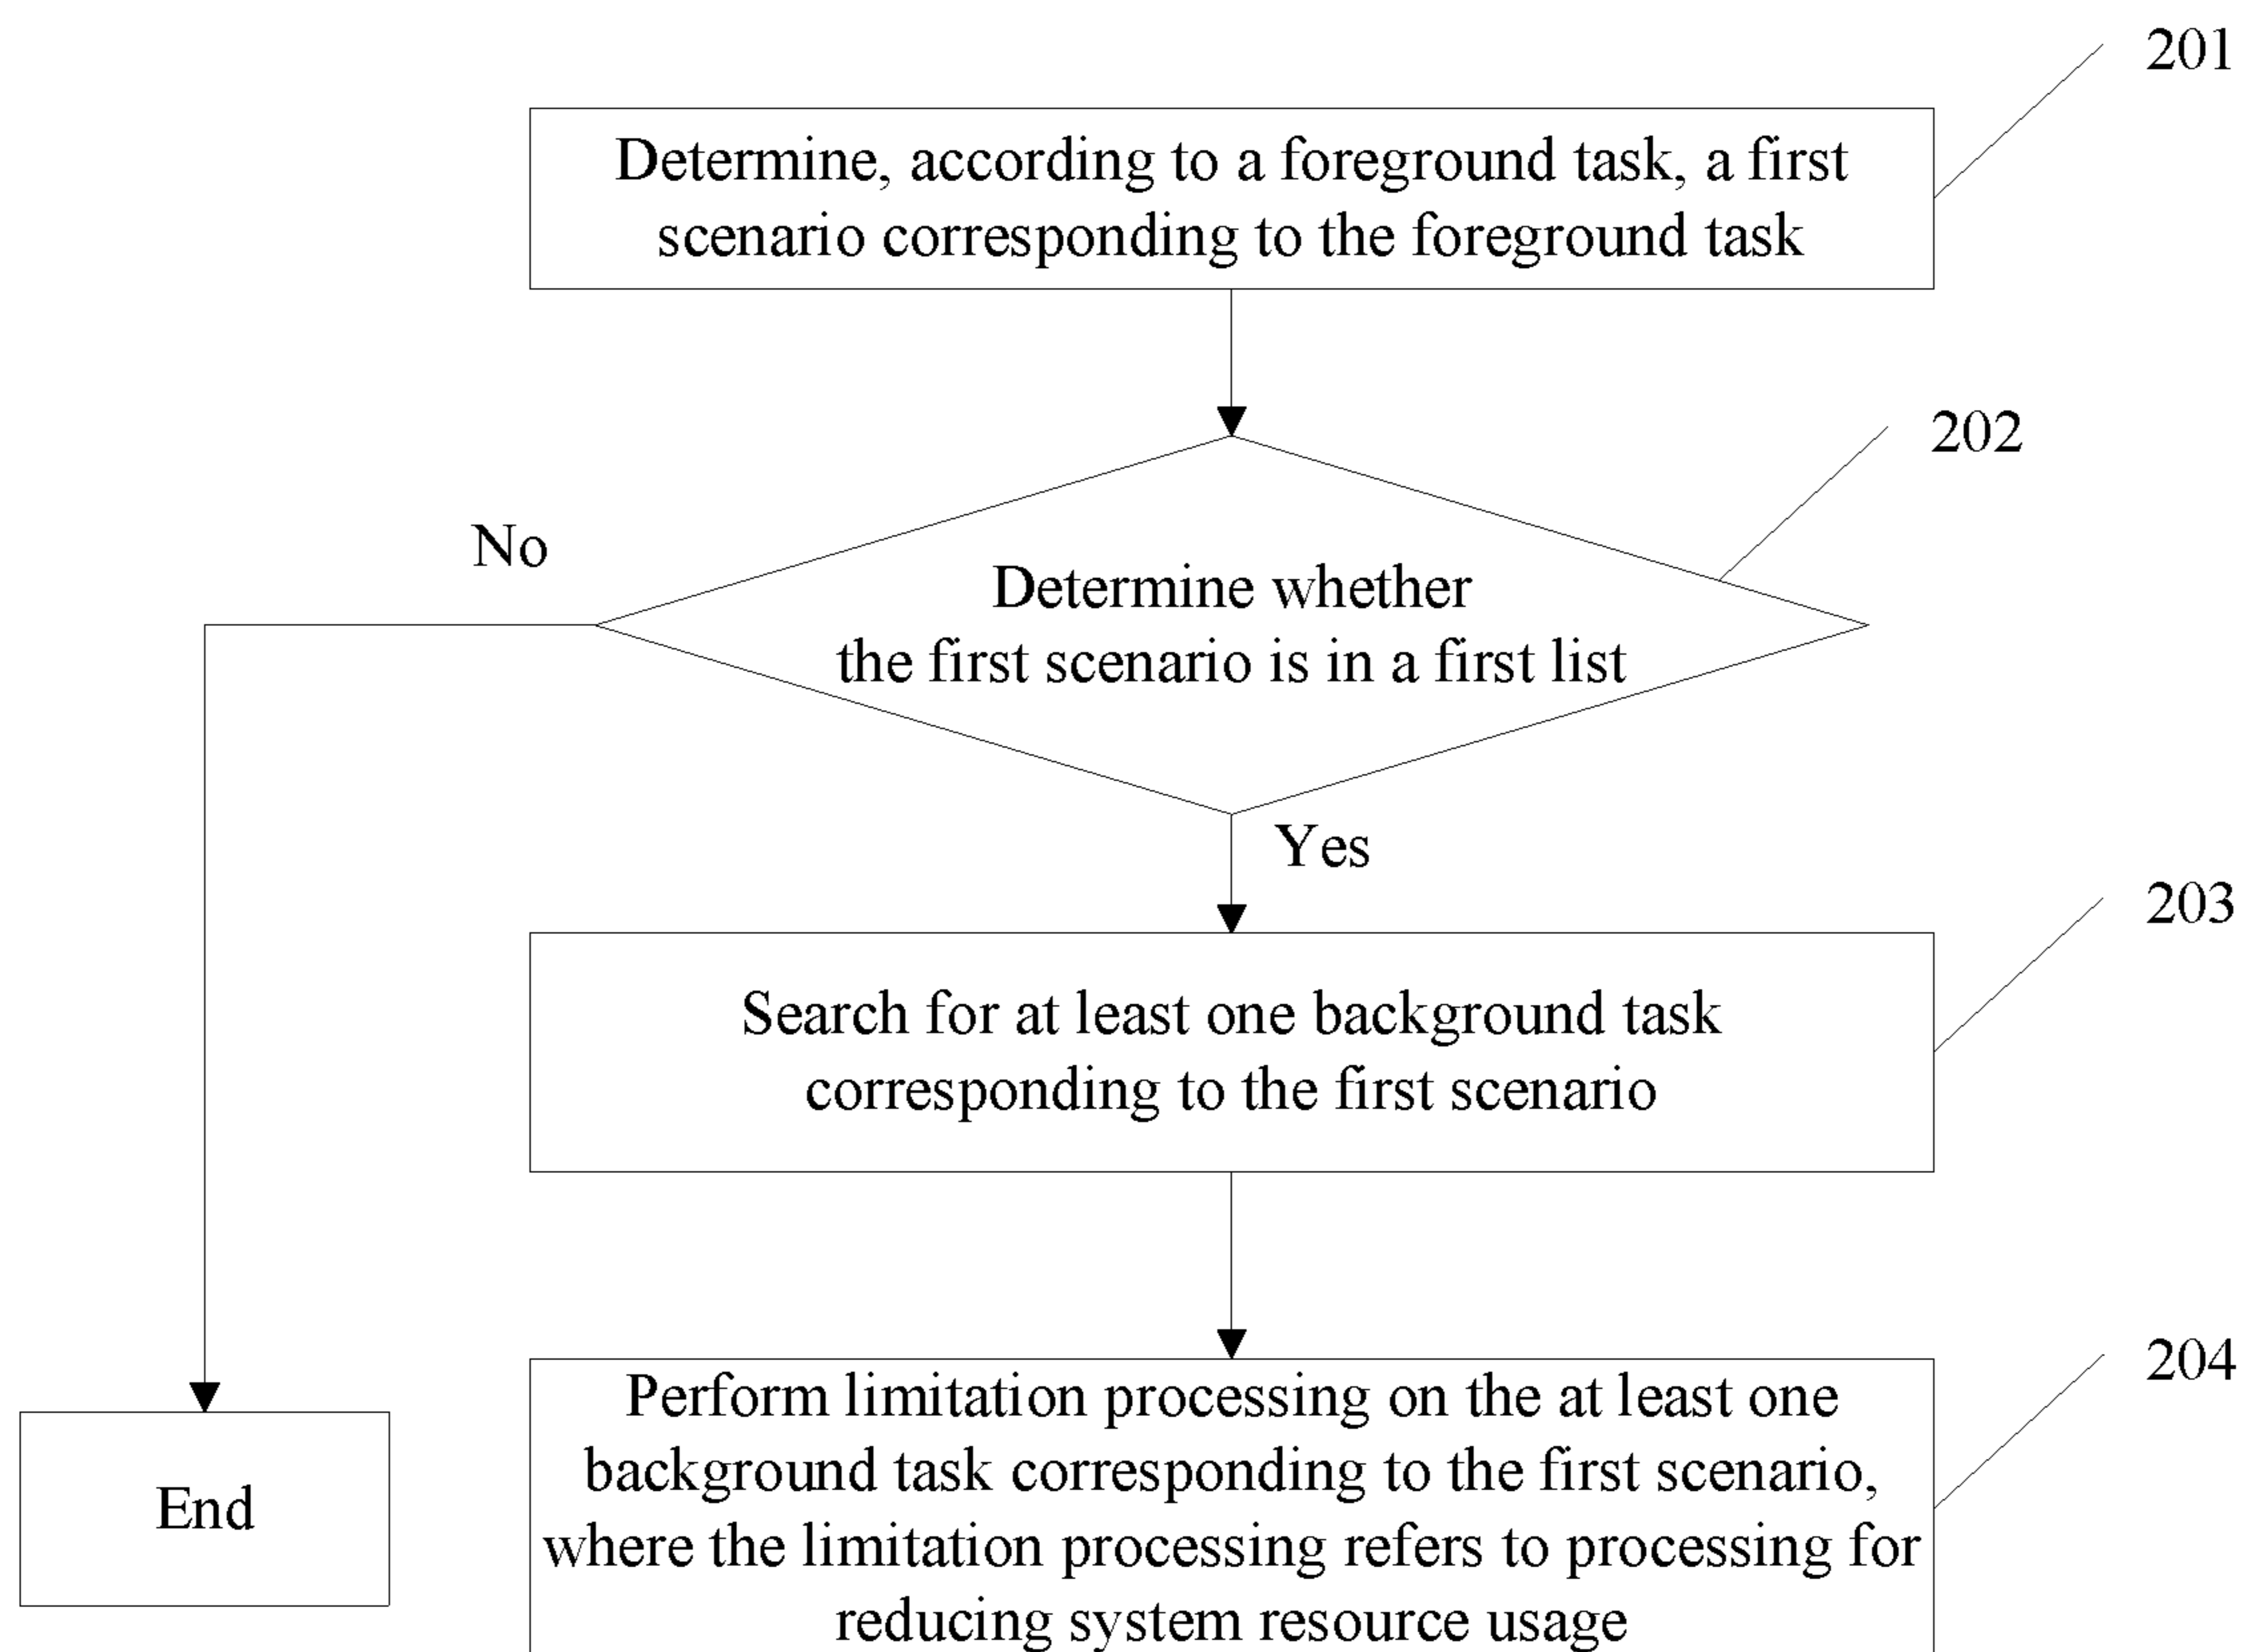 201
Determine, according to a foreground task, a first
scenario corresponding to the foreground task
202
No
Determine whether
the first scenario is in a first list
Yes
203
Search for at least one background task
corresponding to the first scenario
204
Perform limitation processing on the at least one
background task corresponding to the first scenario,
where the limitation processing refers to processing for
reducing system resource usage
End